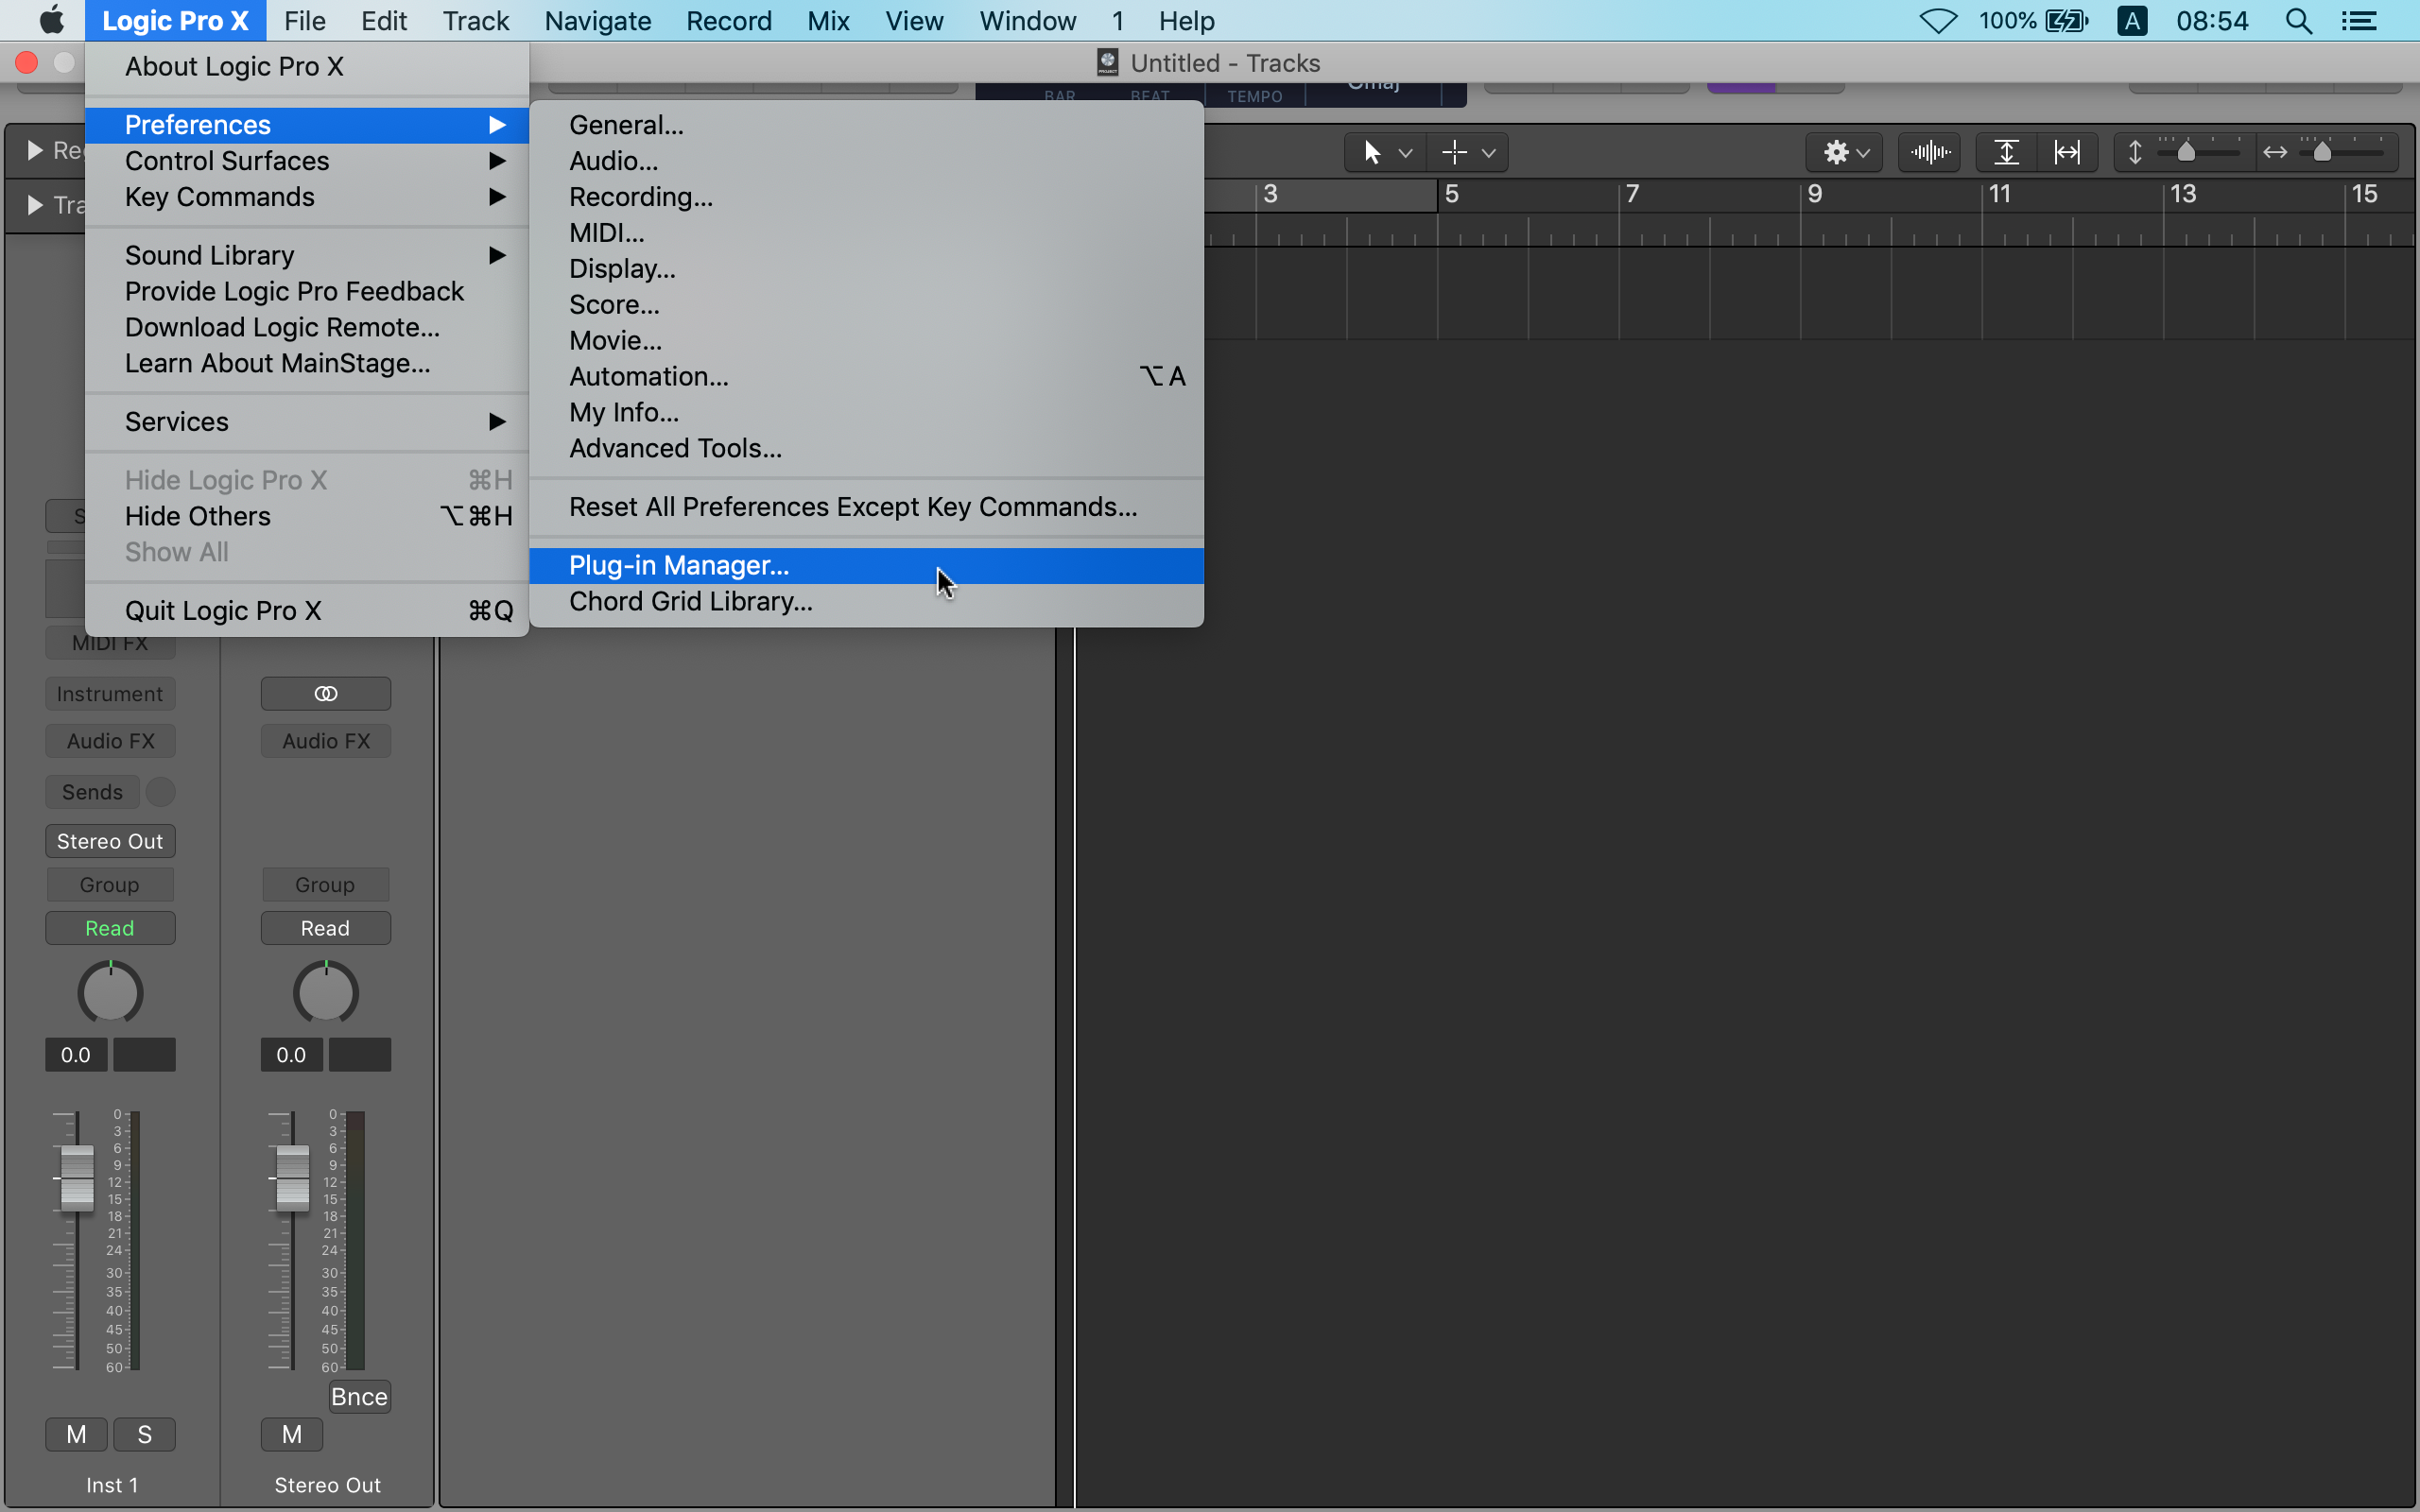 Logic Pro X File Edit Track Navigate Record Mix View Window 1 Help 100% A 08:54
Untitled - Tracks
BAR BEAT TEMPO
About Logic Pro X
Preferences
Control Surfaces
Key Commands
Sound Library
Provide Logic Pro Feedback
Download Logic Remote...
Learn About MainStage...
Services
Hide Logic Pro X ⌘H
Hide Others ⌥⌘H
Show All
Quit Logic Pro X ⌘Q
General...
Audio...
Recording...
MIDI...
Display...
Score...
Movie...
Automation... ⌥A
My Info...
Advanced Tools...
Reset All Preferences Except Key Commands...
Plug-in Manager...
Chord Grid Library...
3 5 7 9 11 13 15
MIDI FX
Instrument
Audio FX Audio FX
Sends
Stereo Out
Group Group
Read Read
0.0 0.0
0 0
3 3
6 6
9 9
12 12
15 15
18 18
21 21
24 24
30 30
35 35
40 40
45 45
50 50
60 60
Bnce
M S M
Inst 1 Stereo Out